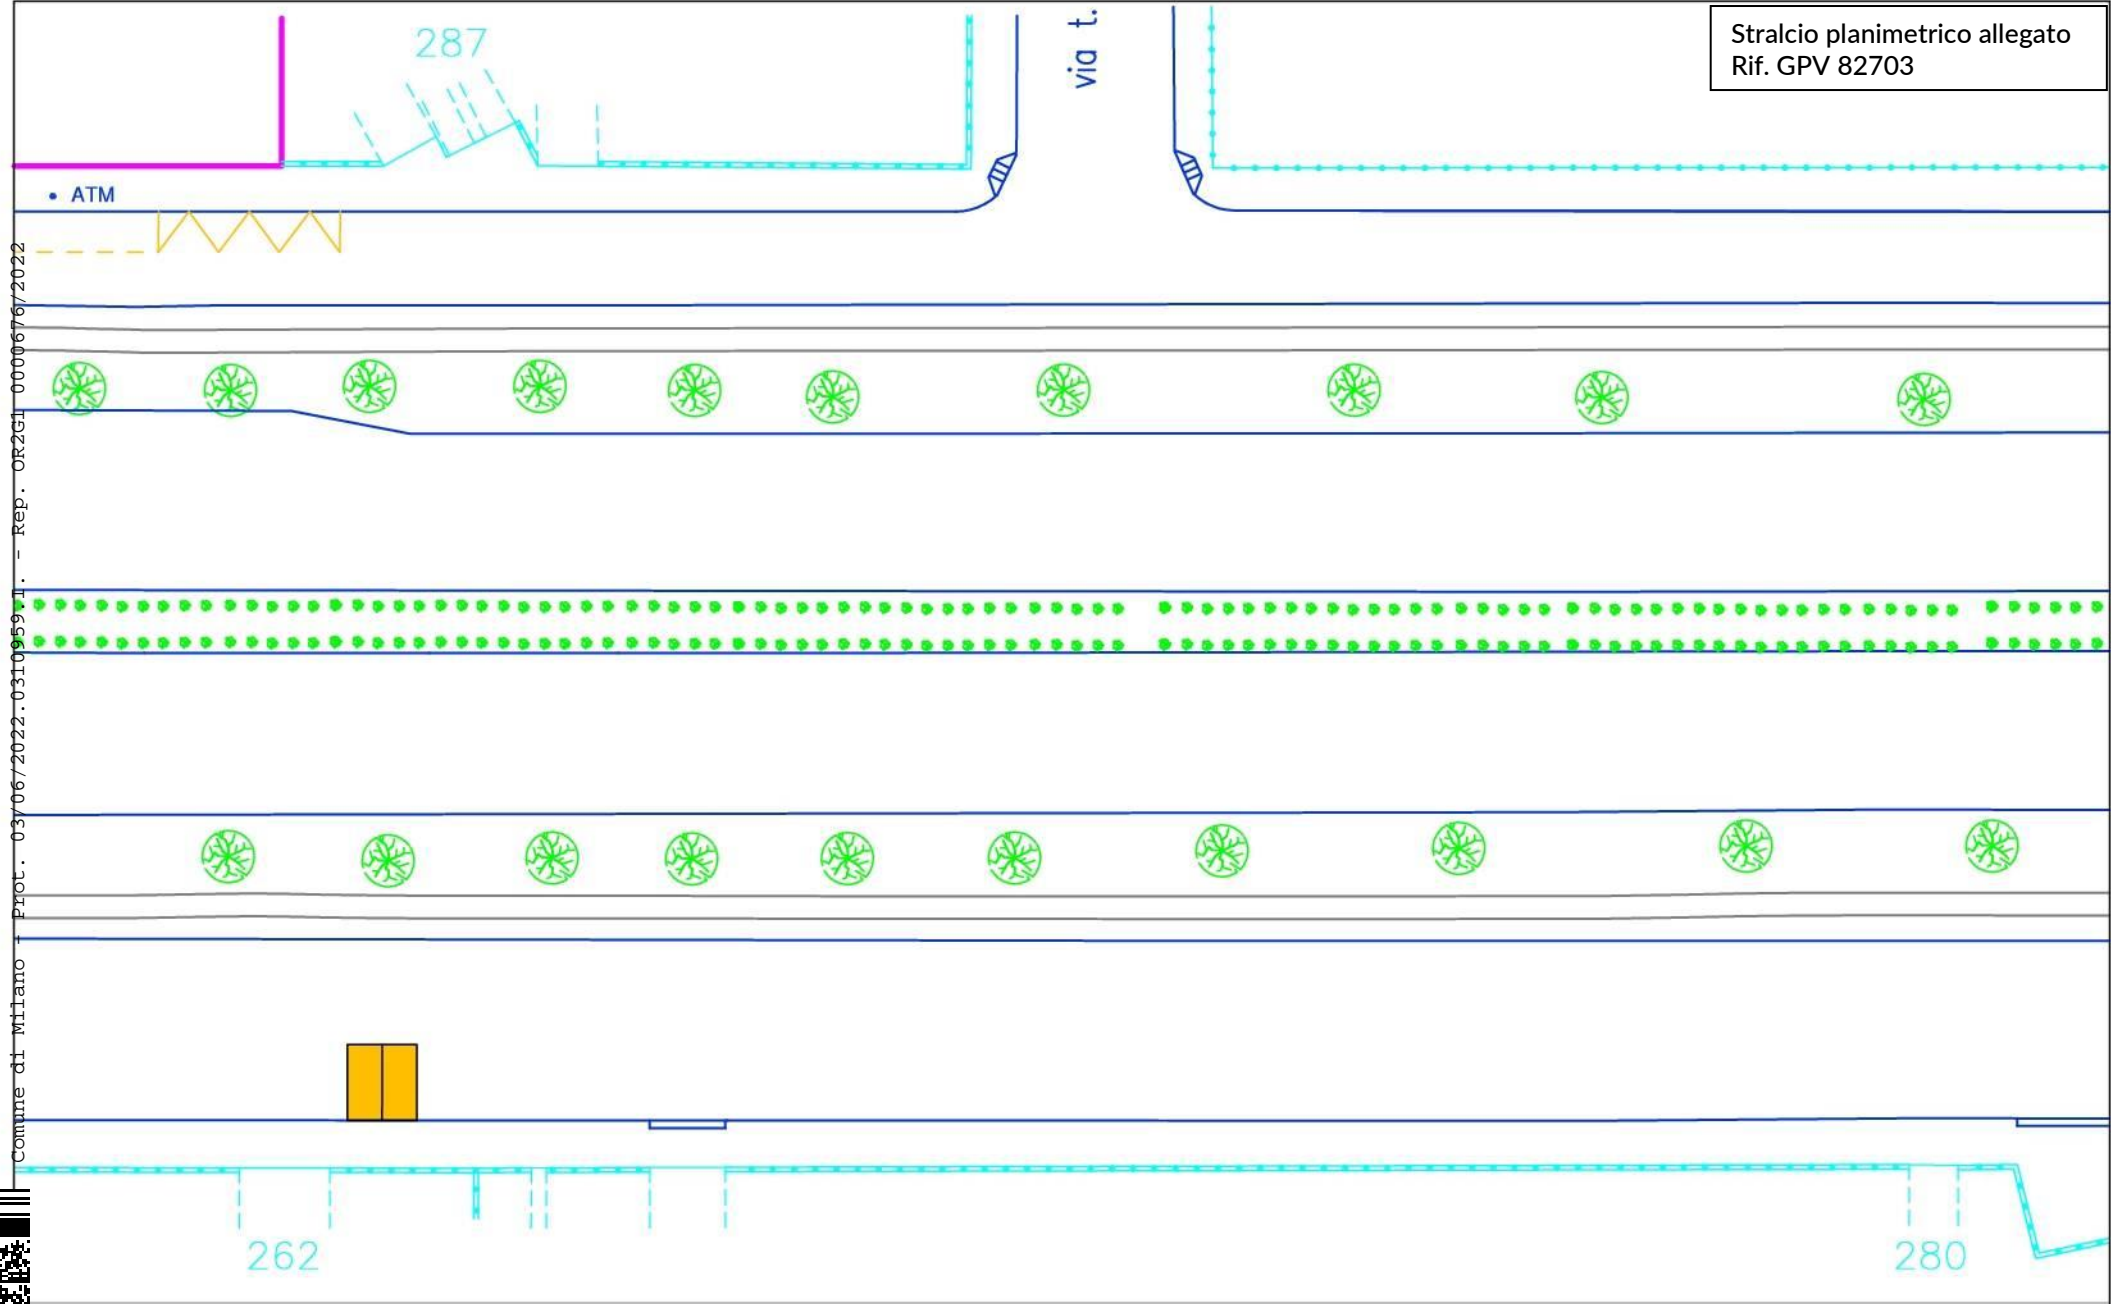 Stralcio planimetrico allegato
Rif. GPV 82703
287
via t.
ATM
262
280
Comune di Milano - Prot. 03/06/2022.0310959.I. - Rep. OR2G1 0000676/2022